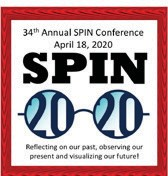 34th Annual SPIN Conference
April 18, 2020
SPIN
20 20
Reflecting on our past, observing our
present and visualizing our future!